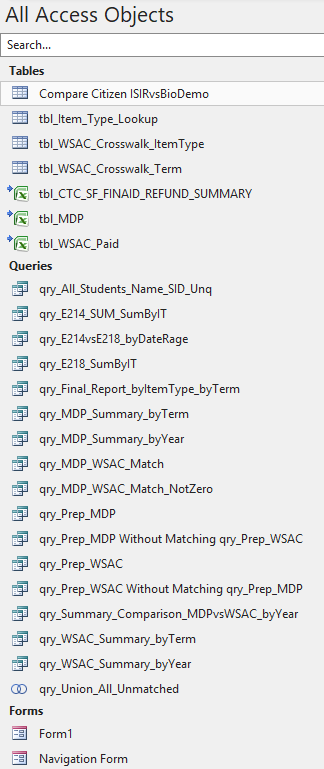 All Access Objects
Search...
Tables
Compare Citizen ISIRvsBioDemo
tbl_Item_Type_Lookup
tbl_WSAC_Crosswalk_ItemType
tbl_WSAC_Crosswalk_Term
tbl_CTC_SF_FINAID_REFUND_SUMMARY
tbl_MDP
tbl_WSAC_Paid
Queries
qry_All_Students_Name_SID_Unq
qry_E214_SUM_SumByIT
qry_E214vsE218_byDateRage
qry_E218_SumByIT
qry_Final_Report_byItemType_byTerm
qry_MDP_Summary_byTerm
qry_MDP_Summary_byYear
qry_MDP_WSAC_Match
qry_MDP_WSAC_Match_NotZero
qry_Prep_MDP
qry_Prep_MDP Without Matching qry_Prep_WSAC
qry_Prep_WSAC
qry_Prep_WSAC Without Matching qry_Prep_MDP
qry_Summary_Comparison_MDPvsWSAC_byYear
qry_WSAC_Summary_byTerm
qry_WSAC_Summary_byYear
qry_Union_All_Unmatched
Forms
Form1
Navigation Form